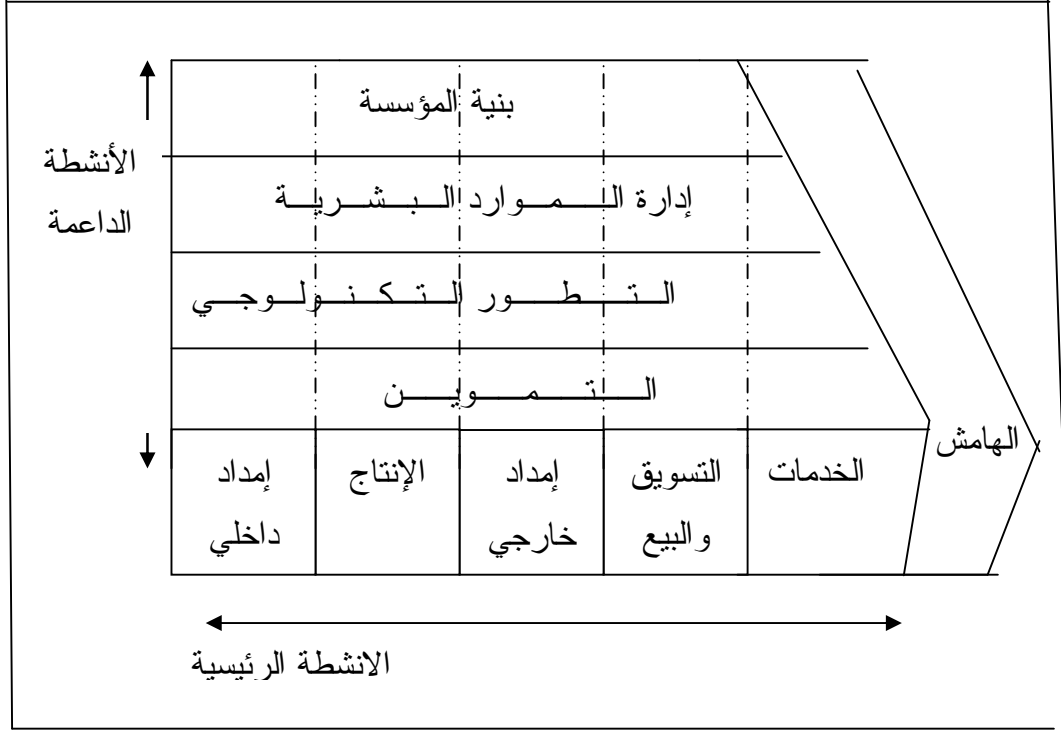 بنية المؤسسة
الأنشطة
الداعمة
إدارة الموارد البشرية
التطور التكنولوجي
التموين
الهامش
إمداد
داخلي
الإنتاج
إمداد
خارجي
التسويق
والبيع
الخدمات
الانشطة الرئيسية